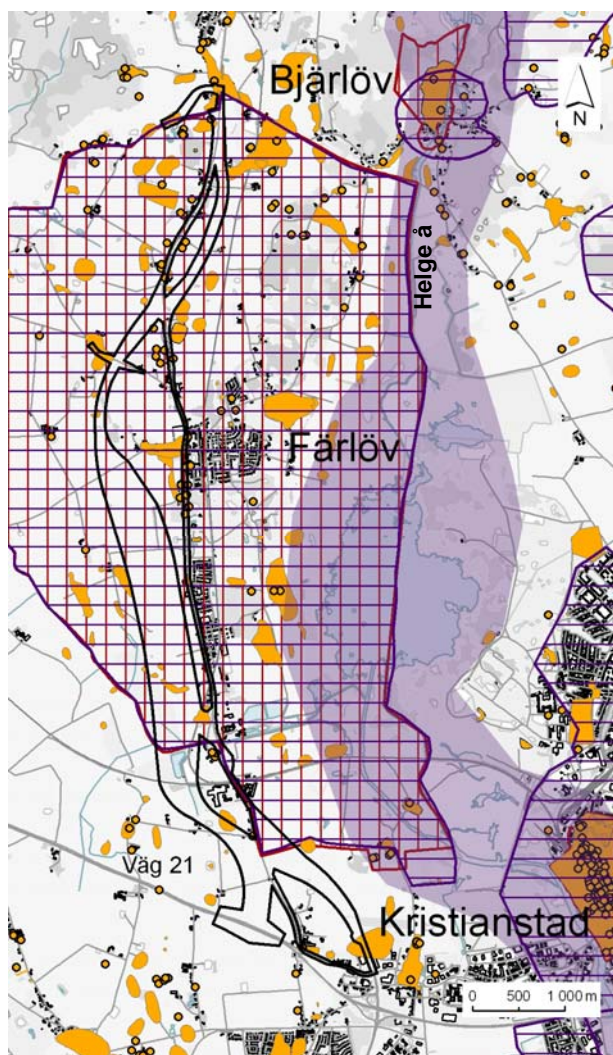 Bjärlöv
N
Helge å
Färlöv
Väg 21
Kristianstad
0 500 1 000 m